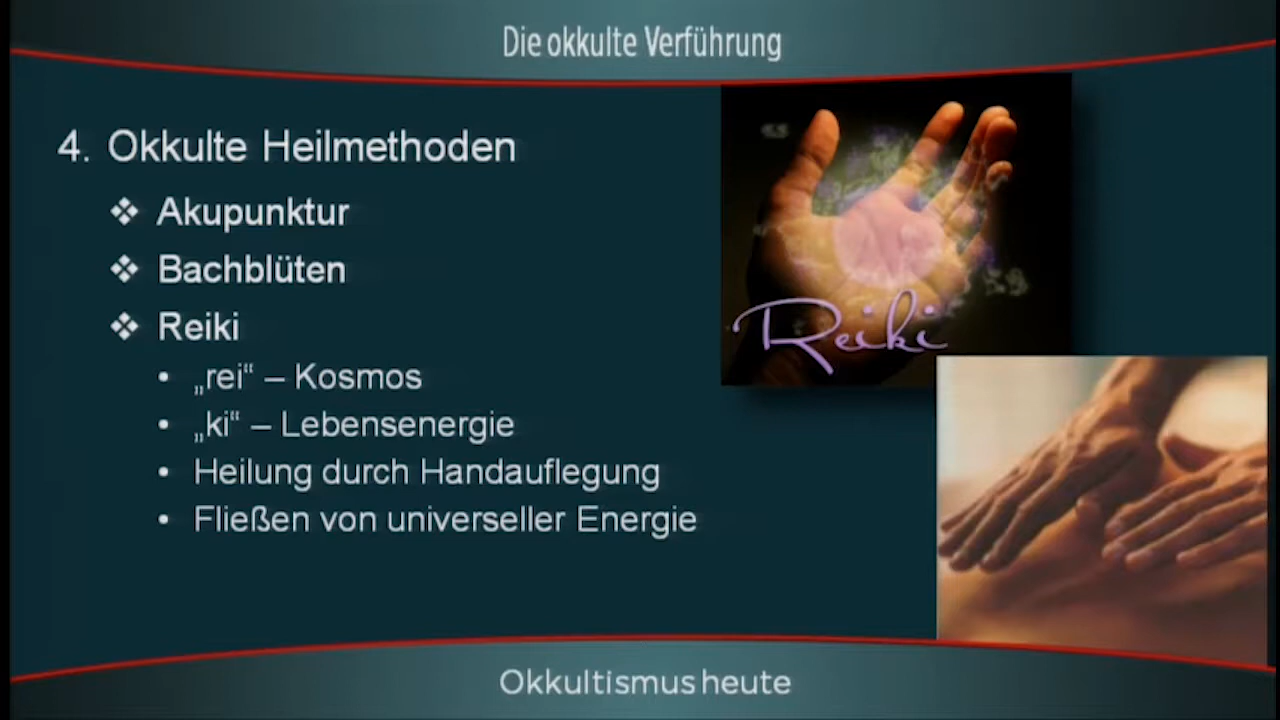 Die okkulte Verführung
4. Okkulte Heilmethoden
❖ Akupunktur
❖ Bachblüten
❖ Reiki
• „rei“ – Kosmos
• „ki“ – Lebensenergie
• Heilung durch Handauflegung
• Fließen von universeller Energie
Reiki
Okkultismus heute